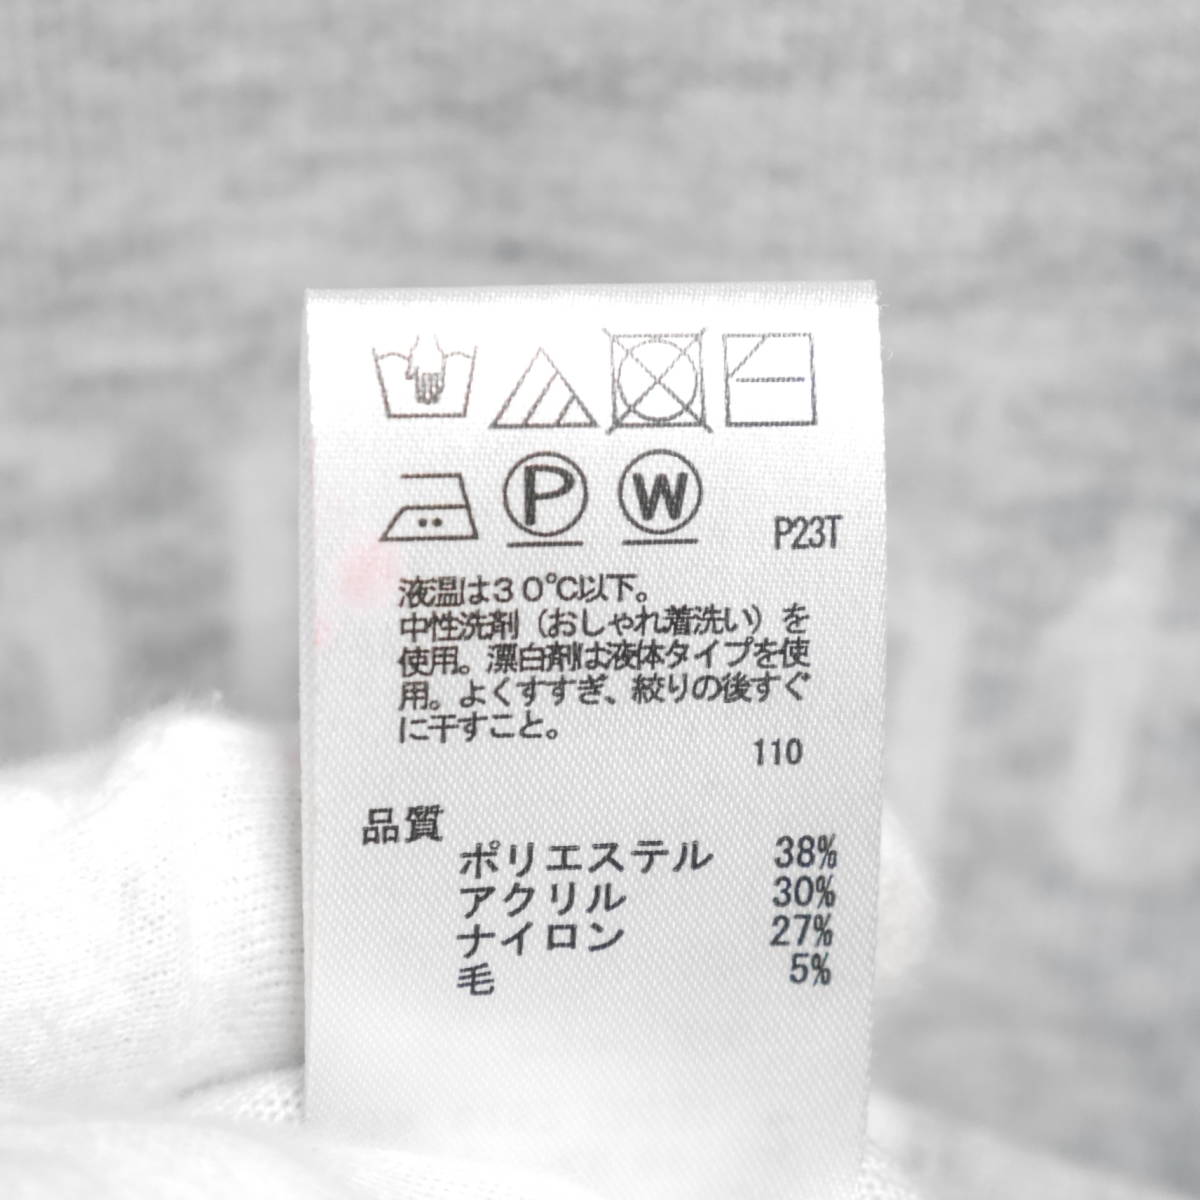 P W P23T
液温は30℃以下。
中性洗剤（おしゃれ着洗い）を
使用。漂白剤は液体タイプを使
用。よくすすぎ、絞りの後すぐ
に干すこと。
110
品質
ポリエステル 38%
アクリル 30%
ナイロン 27%
毛 5%